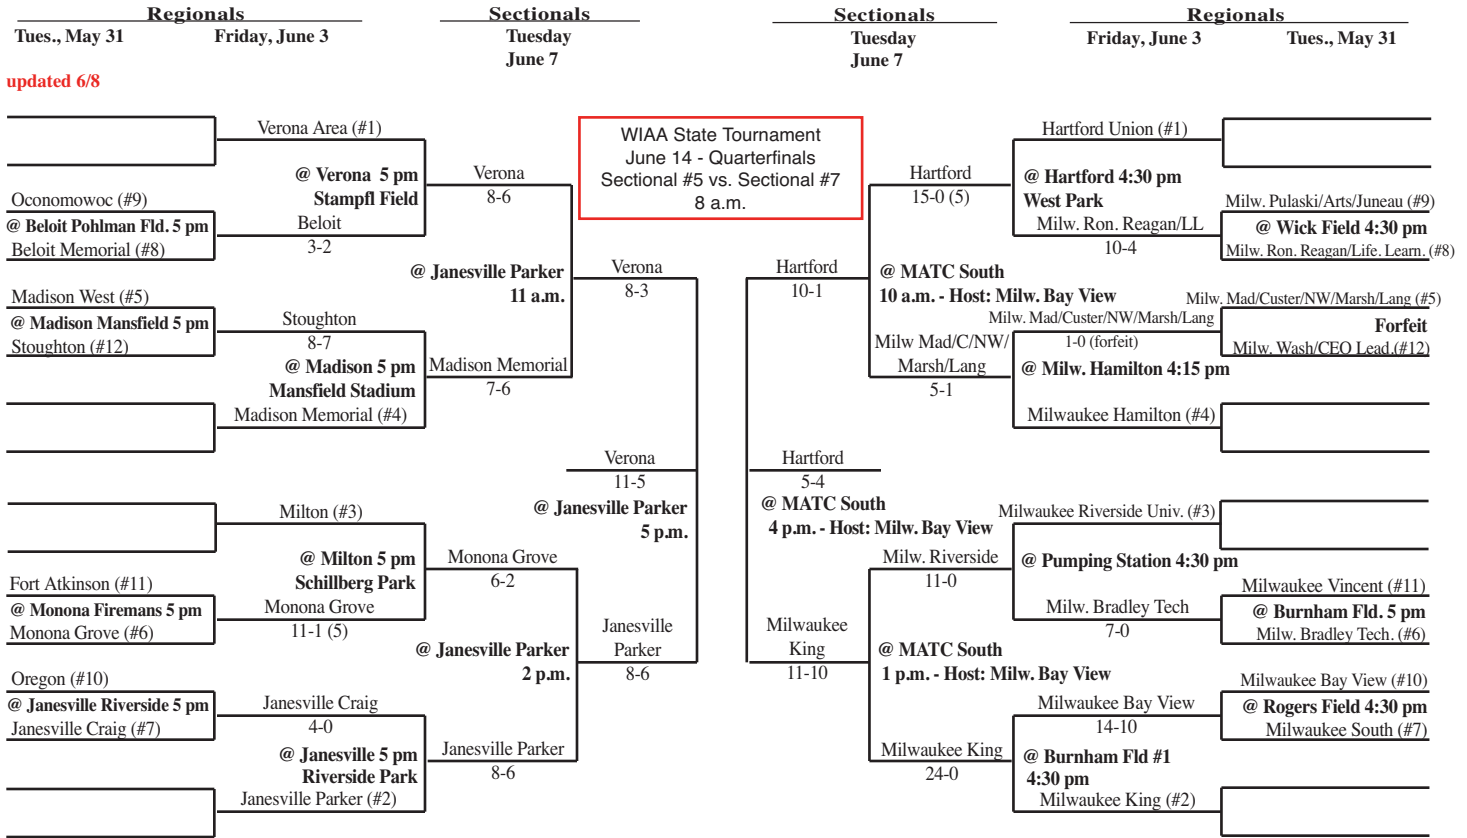 Regionals
Tues., May 31
Friday, June 3
Sectionals
Tuesday
June 7
Sectionals
Tuesday
June 7
Regionals
Friday, June 3
Tues., May 31
updated 6/8
WIAA State Tournament
June 14 - Quarterfinals
Sectional #5 vs. Sectional #7
8 a.m.
Oconomowoc (#9)
@ Beloit Pohlman Fld. 5 pm
Beloit Memorial (#8)
Madison West (#5)
@ Madison Mansfield 5 pm
Stoughton (#12)
Fort Atkinson (#11)
@ Monona Firemans 5 pm
Monona Grove (#6)
Oregon (#10)
@ Janesville Riverside 5 pm
Janesville Craig (#7)
Verona Area (#1)
@ Verona 5 pm
Stampfl Field
Beloit
3-2
Stoughton
8-7
@ Madison 5 pm
Mansfield Stadium
Madison Memorial (#4)
Milton (#3)
@ Milton 5 pm
Schillberg Park
Monona Grove
11-1 (5)
Janesville Craig
4-0
@ Janesville 5 pm
Riverside Park
Janesville Parker (#2)
Verona
8-6
@ Janesville Parker
11 a.m.
Madison Memorial
7-6
Monona Grove
6-2
@ Janesville Parker
2 p.m.
Janesville Parker
8-6
Verona
8-3
Verona
11-5
@ Janesville Parker
5 p.m.
Janesville
Parker
8-6
Hartford
10-1
Hartford
5-4
@ MATC South
4 p.m. - Host: Milw. Bay View
Milwaukee
King
11-10
Hartford
15-0 (5)
@ MATC South
10 a.m. - Host: Milw. Bay View
Milw Mad/C/NW/
Marsh/Lang
5-1
Milw. Riverside
11-0
@ MATC South
1 p.m. - Host: Milw. Bay View
Milwaukee King
24-0
Hartford Union (#1)
@ Hartford 4:30 pm
West Park
Milw. Ron. Reagan/LL
10-4
Milw. Mad/Custer/NW/Marsh/Lang
1-0 (forfeit)
@ Milw. Hamilton 4:15 pm
Milwaukee Hamilton (#4)
Milwaukee Riverside Univ. (#3)
@ Pumping Station 4:30 pm
Milw. Bradley Tech
7-0
Milwaukee Bay View
14-10
@ Burnham Fld #1
4:30 pm
Milwaukee King (#2)
Milw. Pulaski/Arts/Juneau (#9)
@ Wick Field 4:30 pm
Milw. Ron. Reagan/Life. Learn. (#8)
Milw. Mad/Custer/NW/Marsh/Lang (#5)
Forfeit
Milw. Wash/CEO Lead.(#12)
Milwaukee Vincent (#11)
@ Burnham Fld. 5 pm
Milw. Bradley Tech. (#6)
Milwaukee Bay View (#10)
@ Rogers Field 4:30 pm
Milwaukee South (#7)